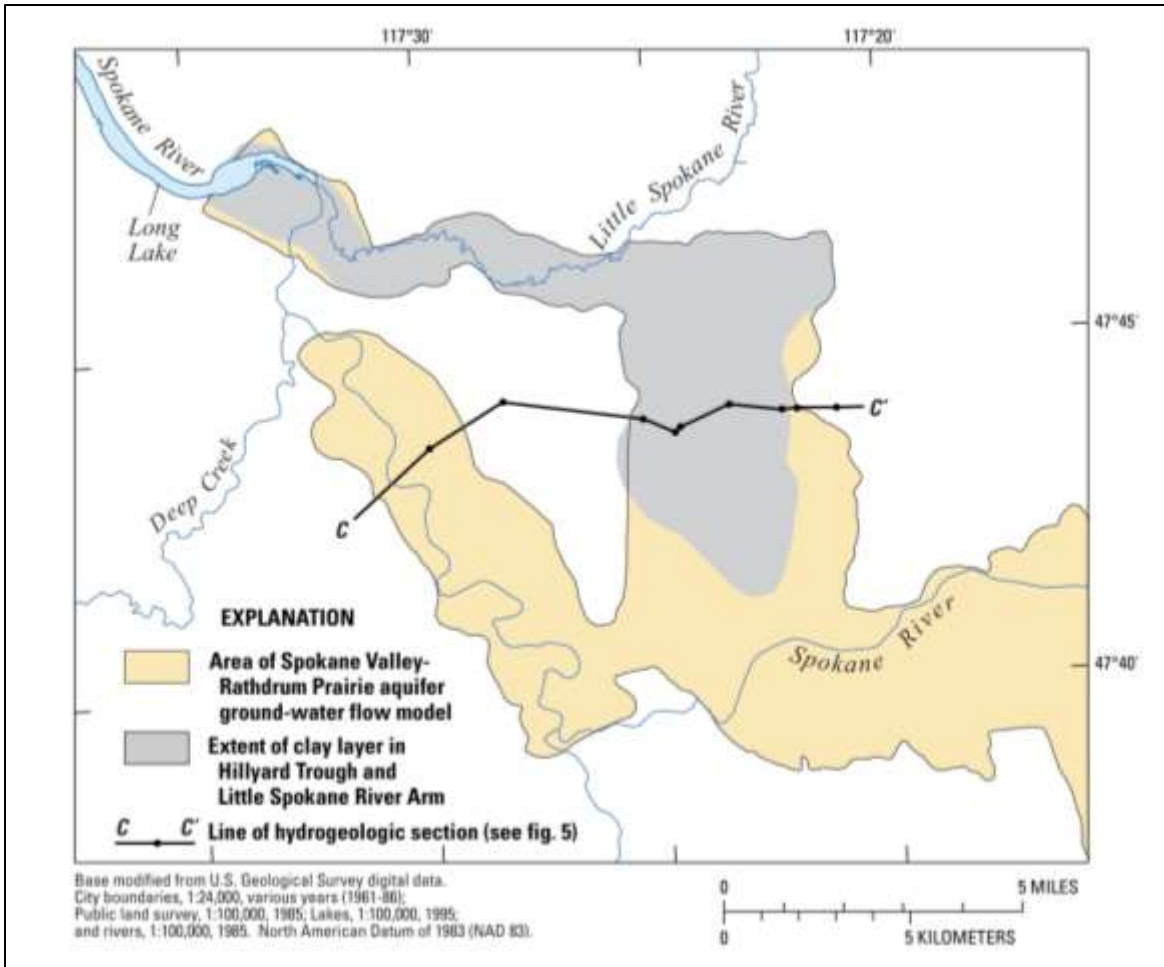 117°30′
117°20′
Spokane
River
Long
Lake
Little Spokane River
47°45′
C
C′
Deep Creek
47°40′
Spokane River
EXPLANATION
Area of Spokane Valley-
Rathdrum Prairie aquifer
ground-water flow model
Extent of clay layer in
Hillyard Trough and
Little Spokane River Arm
C C′ Line of hydrogeologic section (see fig. 5)
Base modified from U.S. Geological Survey digital data.
City boundaries, 1:24,000, various years (1961-86);
Public land survey, 1:100,000, 1985; Lakes, 1:100,000, 1995;
and rivers, 1:100,000, 1985. North American Datum of 1983 (NAD 83).
0 5 MILES
0 5 KILOMETERS